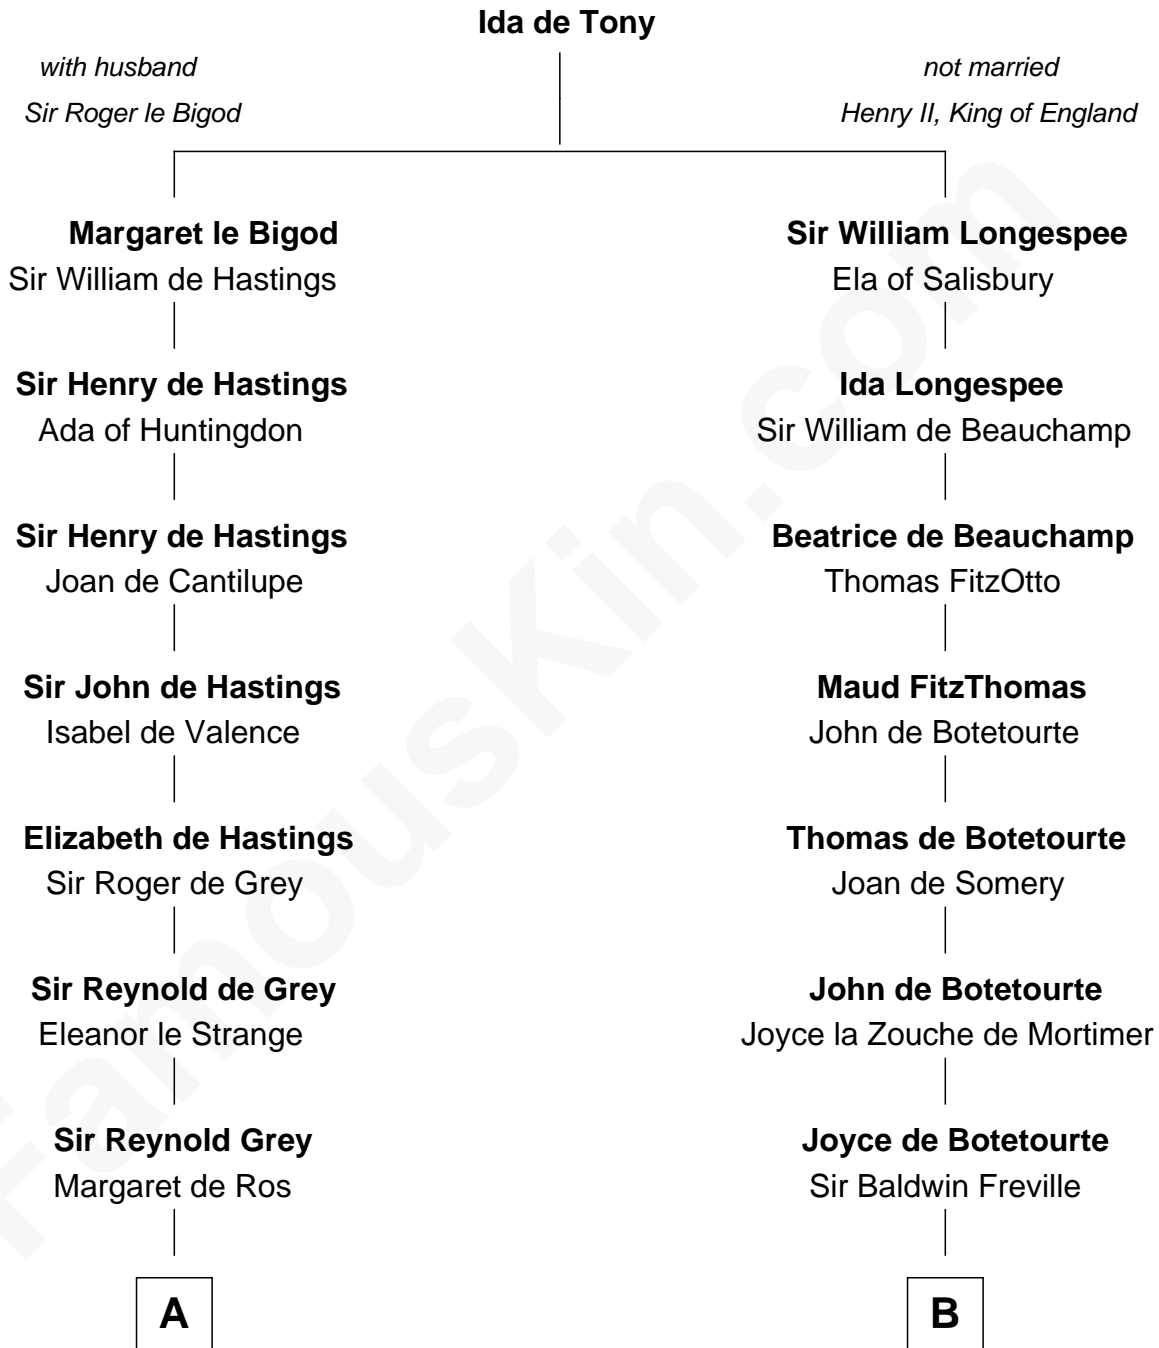 Ida de Tony
with husband
Sir Roger le Bigod
not married
Henry II, King of England
Margaret le Bigod
Sir William de Hastings
Sir William Longespee
Ela of Salisbury
Sir Henry de Hastings
Ada of Huntingdon
Ida Longespee
Sir William de Beauchamp
Sir Henry de Hastings
Joan de Cantilupe
Beatrice de Beauchamp
Thomas FitzOtto
Sir John de Hastings
Isabel de Valence
Maud FitzThomas
John de Botetourte
Elizabeth de Hastings
Sir Roger de Grey
Thomas de Botetourte
Joan de Somery
Sir Reynold de Grey
Eleanor le Strange
John de Botetourte
Joyce la Zouche de Mortimer
Sir Reynold Grey
Margaret de Ros
Joyce de Botetourte
Sir Baldwin Freville
A
B
FamousKin.com